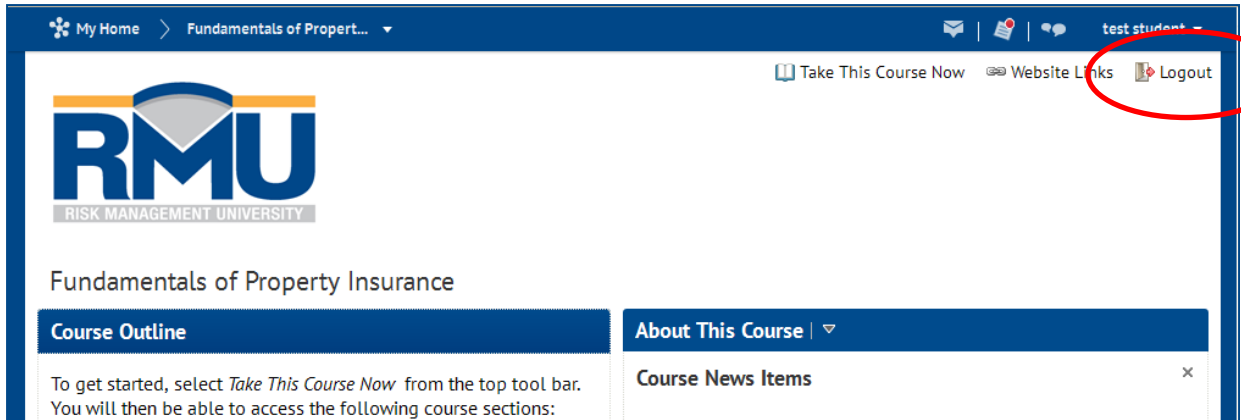 My Home Fundamentals of Propert... test student
Take This Course Now Website Links Logout
RMU
RISK MANAGEMENT UNIVERSITY
Fundamentals of Property Insurance
Course Outline
About This Course
To get started, select Take This Course Now from the top tool bar.
You will then be able to access the following course sections:
Course News Items